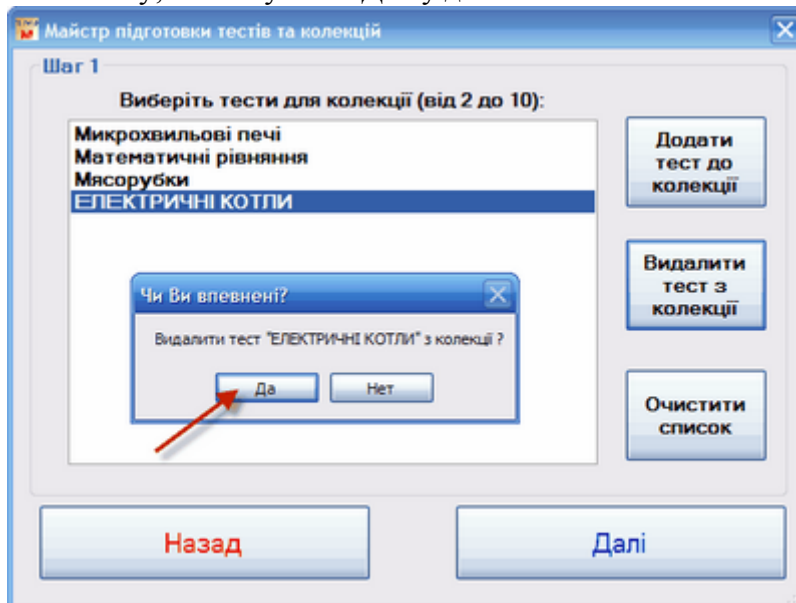 Майстр підготовки тестів та колекцій
Шаг 1
Виберіть тести для колекції (від 2 до 10):
Микрохвильові печі
Математичні рівняння
Мясорубки
ЕЛЕКТРИЧНІ КОТЛИ
Додати
тест до
колекції
Видалити
тест з
колекції
Очистити
список
Чи Ви впевнені?
Видалити тест "ЕЛЕКТРИЧНІ КОТЛИ" з колекції ?
Да
Нет
Назад
Далі